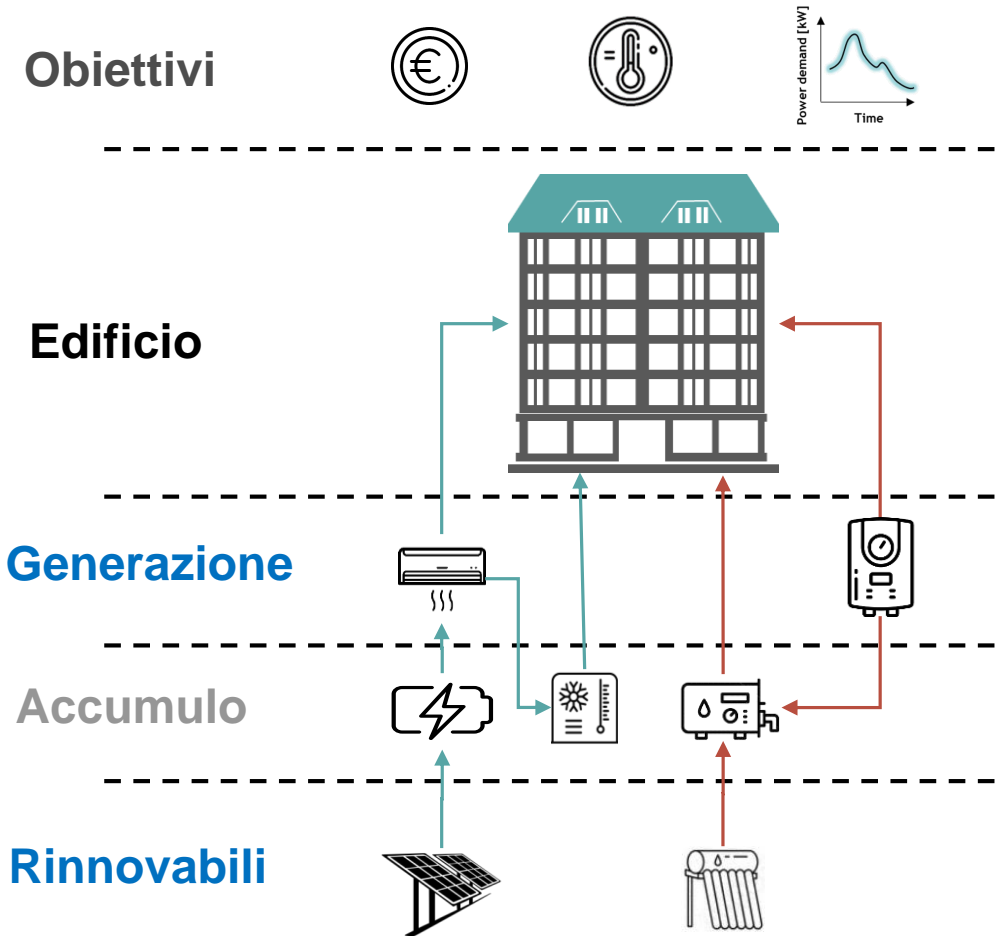 Obiettivi
€
Power demand [kW]
Time
Edificio
Generazione
Accumulo
Rinnovabili